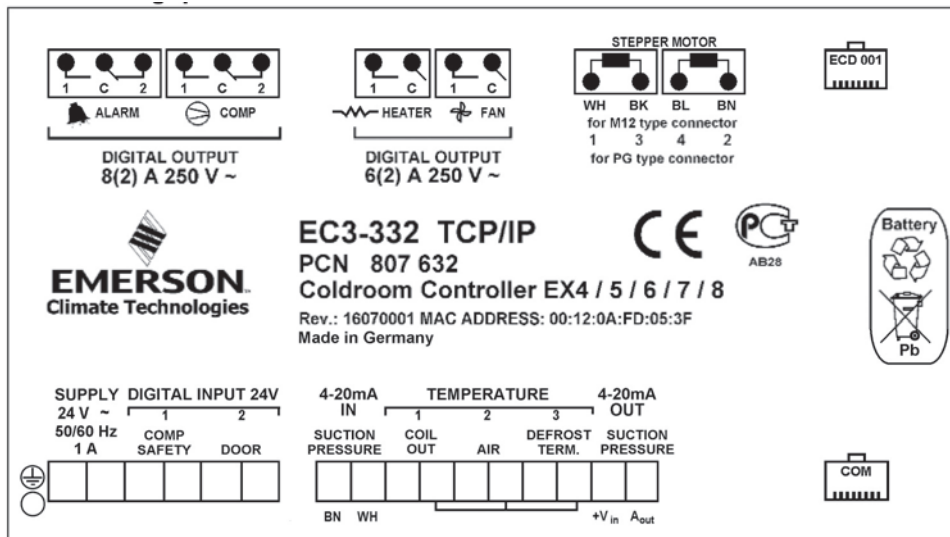 STEPPER MOTOR
ECD 001
1 C 2 1 C 2 1 C 1 C
WH BK BL BN
ALARM COMP HEATER FAN
for M12 type connector
1 3 4 2
for PG type connector
DIGITAL OUTPUT
8(2) A 250 V ~
DIGITAL OUTPUT
6(2) A 250 V ~
EMERSON
Climate Technologies
EC3-332 TCP/IP
PCN 807 632
Coldroom Controller EX4 / 5 / 6 / 7 / 8
Rev.: 16070001 MAC ADDRESS: 00:12:0A:FD:05:3F
Made in Germany
CE
PCT
AB28
Battery
Pb
SUPPLY
24 V ~
50/60 Hz
1 A
DIGITAL INPUT 24V
1 2
COMP
SAFETY
DOOR
4-20mA
IN
SUCTION
PRESSURE
TEMPERATURE
1 2 3
COIL
OUT
AIR
DEFROST
TERM.
4-20mA
OUT
SUCTION
PRESSURE
BN WH
+V in A out
COM